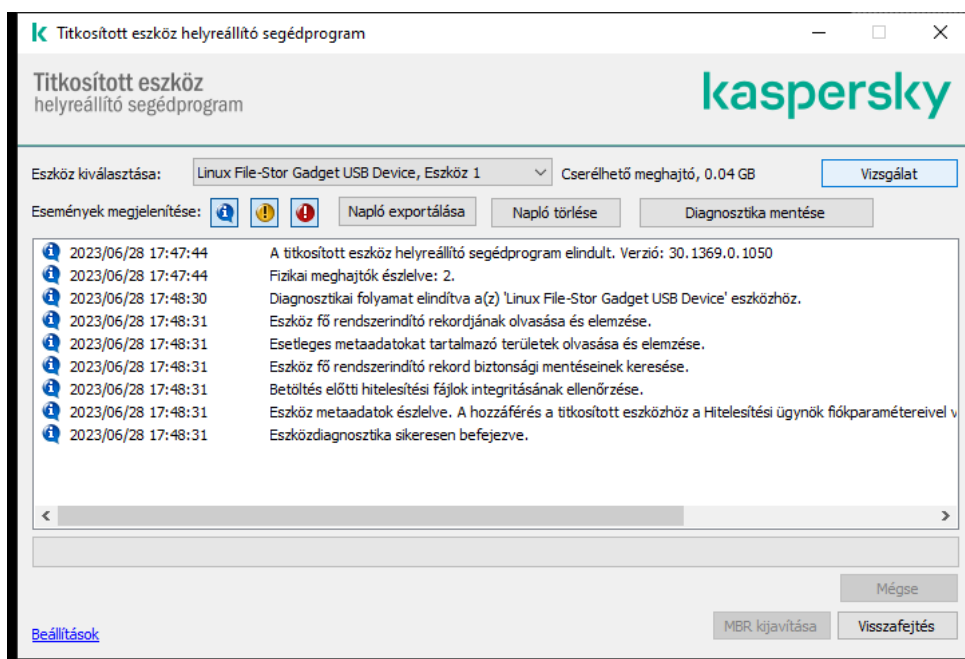 Titkosított eszköz helyreállító segédprogram
Titkosított eszköz
helyreállító segédprogram
kaspersky
Eszköz kiválasztása: Linux File-Stor Gadget USB Device, Eszköz 1 Cserélhető meghajtó, 0.04 GB Vizsgálat
Események megjelenítése: Napló exportálása Napló törlése Diagnosztika mentése
2023/06/28 17:47:44 A titkosított eszköz helyreállító segédprogram elindult. Verzió: 30.1369.0.1050
2023/06/28 17:47:44 Fizikai meghajtók észlelve: 2.
2023/06/28 17:48:30 Diagnosztikai folyamat elindítva a(z) 'Linux File-Stor Gadget USB Device' eszközhöz.
2023/06/28 17:48:31 Eszköz fő rendszerindító rekordjának olvasása és elemzése.
2023/06/28 17:48:31 Esetleges metaadatokat tartalmazó területek olvasása és elemzése.
2023/06/28 17:48:31 Eszköz fő rendszerindító rekord biztonsági mentéseinek keresése.
2023/06/28 17:48:31 Betöltés előtti hitelesítési fájlok integritásának ellenőrzése.
2023/06/28 17:48:31 Eszköz metaadatok észlelve. A hozzáférés a titkosított eszközhöz a Hitelesítési ügynök fiókparamétereivel v
2023/06/28 17:48:31 Eszközdiagnosztika sikeresen befejezve.
Mégse
Beállítások MBR kijavítása Visszafejtés